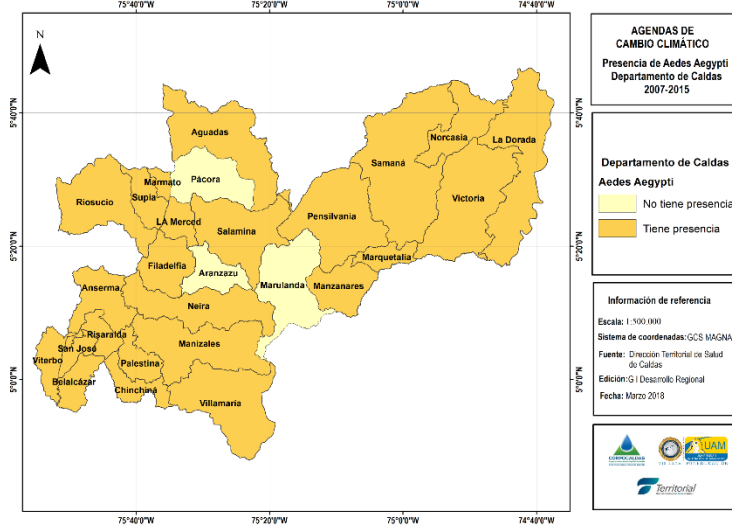 75°40'0"W 75°20'0"W 75°0'0"W 74°40'0"W
N
5°40'0"N
5°20'0"N
5°0'0"N
Aguadas
Norcasia
La Dorada
Samaná
Pácora
Marmato
Supía
Riosucio
Victoria
LA Merced
Pensilvania
Salamina
Marquetalia
Filadelfia
Aranzazu
Marulanda
Manzanares
Anserma
Neira
Risaralda
San José
Manizales
Viterbo
Palestina
Belalcázar
Chinchiná
Villamaría
5°40'0"N
5°20'0"N
5°0'0"N
75°40'0"W 75°20'0"W 75°0'0"W 74°40'0"W
AGENDAS DE
CAMBIO CLIMÁTICO
Presencia de Aedes Aegypti
Departamento de Caldas
2007-2015
Departamento de Caldas
Aedes Aegypti
No tiene presencia
Tiene presencia
Información de referencia
Escala: 1:500.000
Sistema de coordenadas: GCS MAGNA
Fuente: Dirección Territorial de Salud
de Caldas
Edición: G I Desarrollo Regional
Fecha: Marzo 2018
CORPOCALDAS
UAM
Territorial